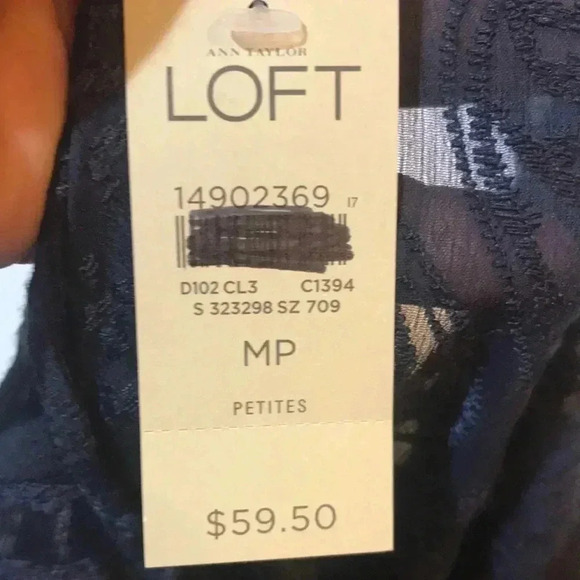 ANN TAYLOR
LOFT
14902369 17
D102 CL3 C1394
S 323298 SZ 709
MP
PETITES
$59.50